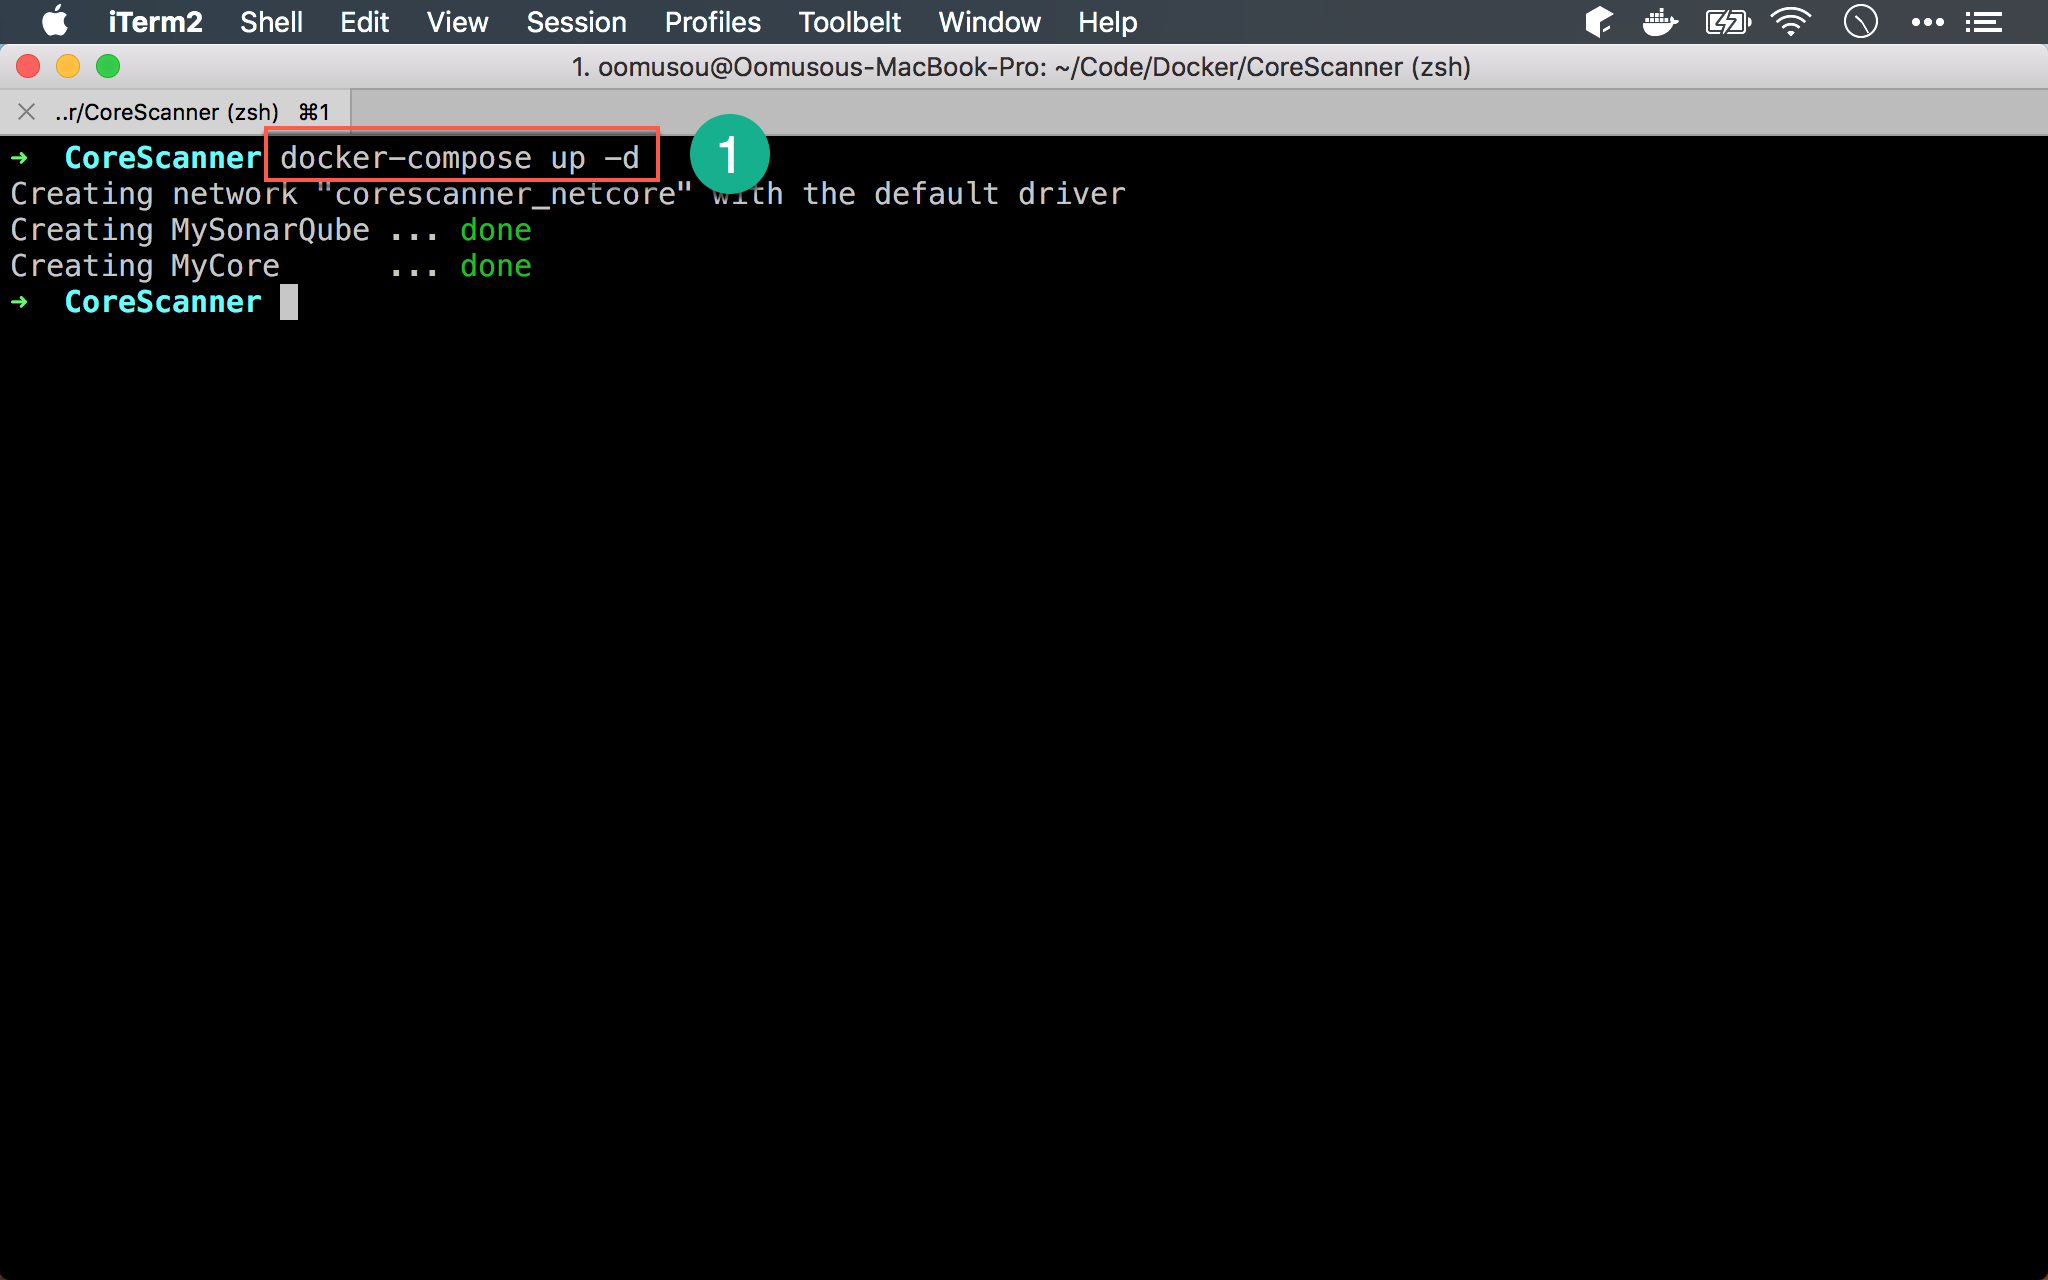 iTerm2 Shell Edit View Session Profiles Toolbelt Window Help
1. oomusou@Oomusous-MacBook-Pro: ~/Code/Docker/CoreScanner (zsh)
..r/CoreScanner (zsh) ⌘1
➜ CoreScanner docker-compose up -d
1
Creating network "corescanner_netcore" with the default driver
Creating MySonarQube ... done
Creating MyCore ... done
➜ CoreScanner